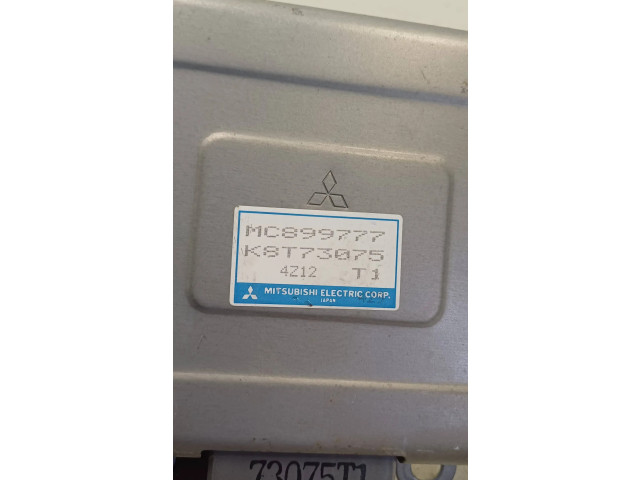 MC899777
K8T73075
4Z12 T1
MITSUBISHI ELECTRIC CORP.
JAPAN
73075T1